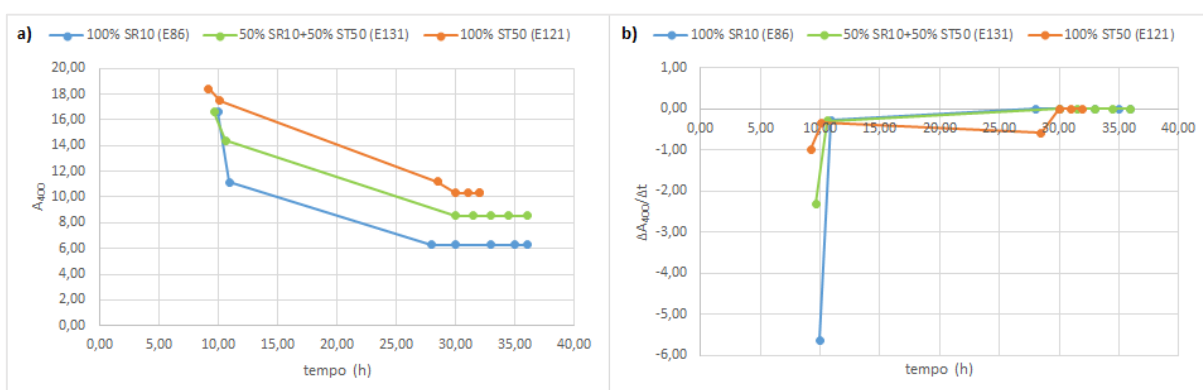 a)
100% SR10 (E86) 50% SR10+50% ST50 (E131) 100% ST50 (E121)
20,00
18,00
16,00
14,00
12,00
10,00
8,00
6,00
4,00
2,00
0,00
A₄₀₀
0,00 5,00 10,00 15,00 20,00 25,00 30,00 35,00 40,00
tempo (h)
b)
100% SR10 (E86) 50% SR10+50% ST50 (E131) 100% ST50 (E121)
1,00
0,00
-1,00
-2,00
-3,00
-4,00
-5,00
-6,00
ΔA₄₀₀/Δt
0,00 5,00 10,00 15,00 20,00 25,00 30,00 35,00 40,00
tempo (h)